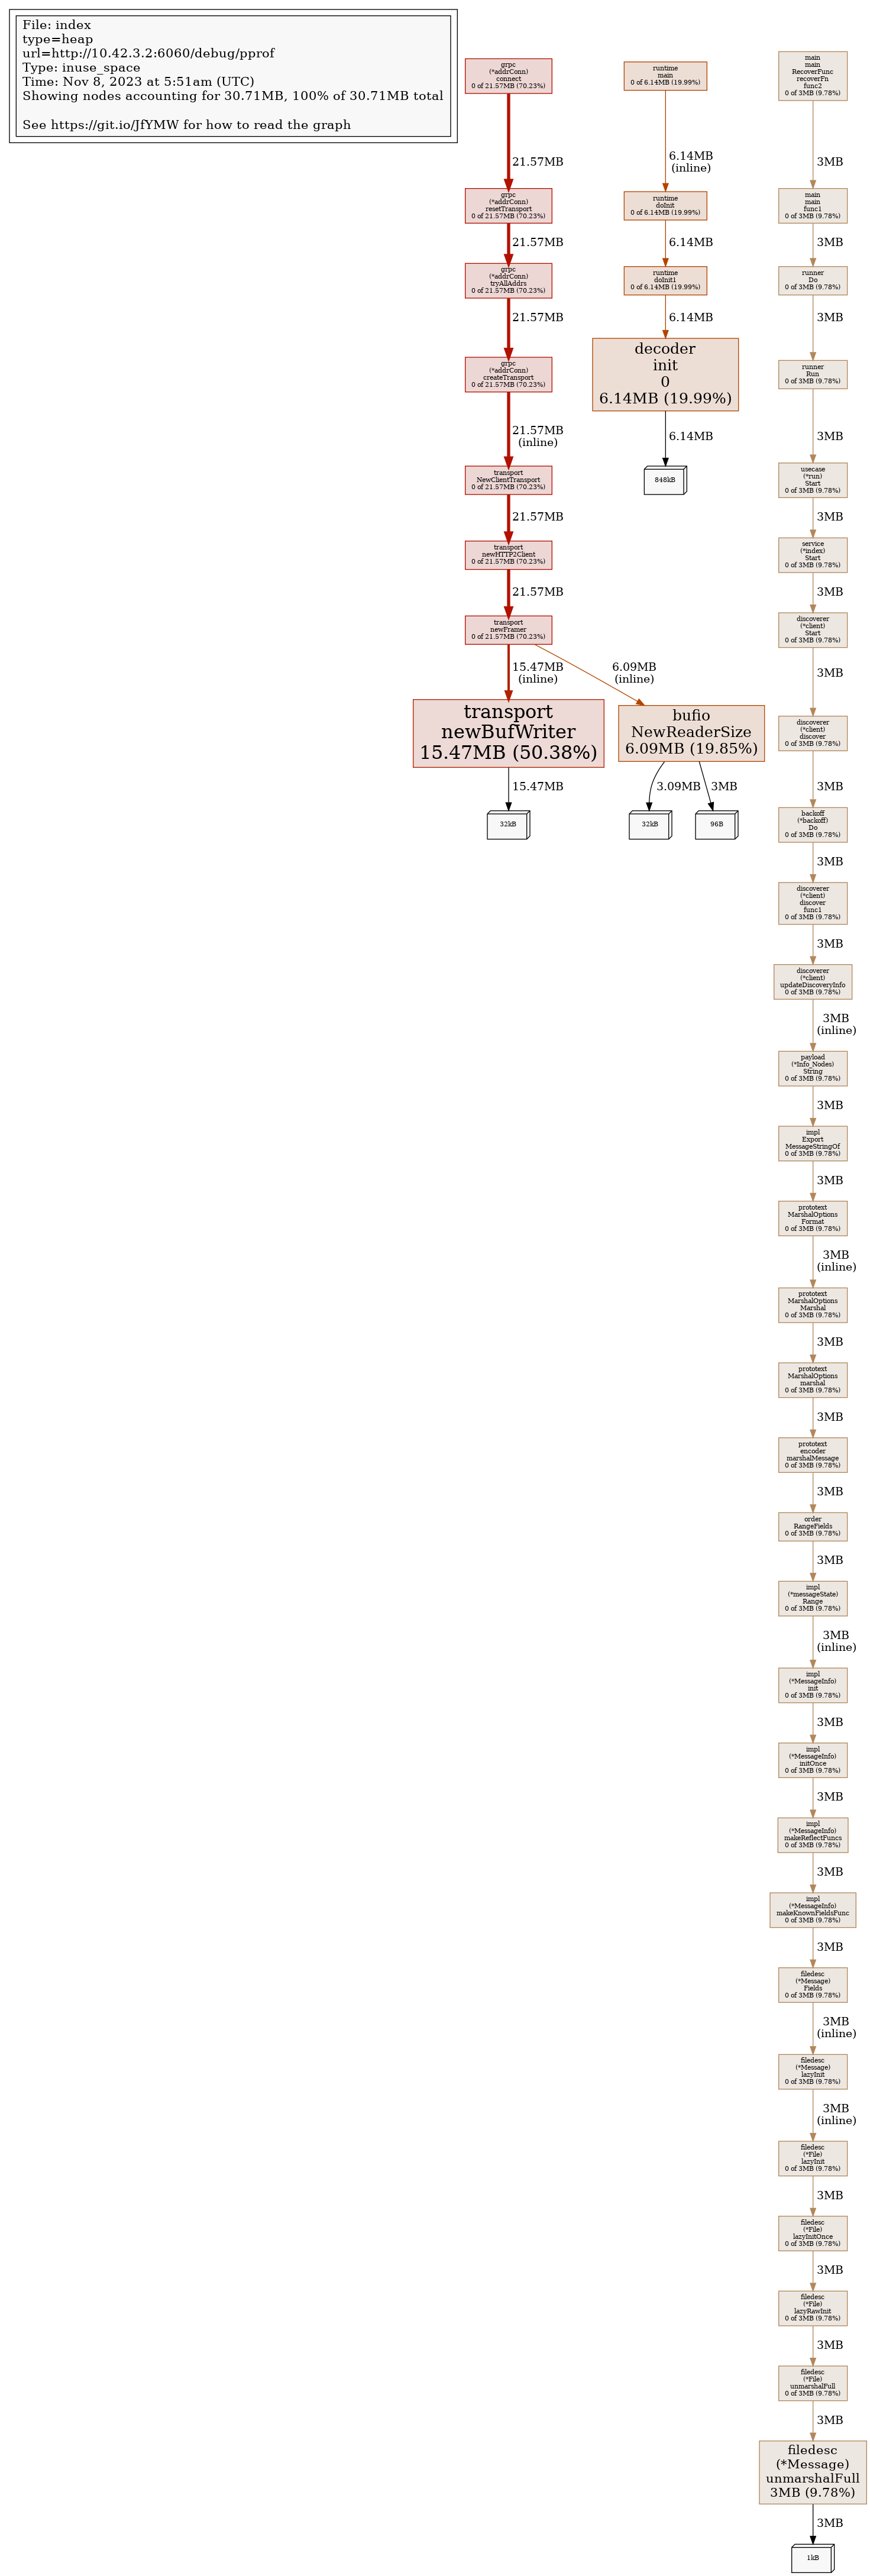 File: index
type=heap
url=http://10.42.3.2:6060/debug/pprof
Type: inuse_space
Time: Nov 8, 2023 at 5:51am (UTC)
Showing nodes accounting for 30.71MB, 100% of 30.71MB total
See https://git.io/JfYMW for how to read the graph
grpc
(*addrConn)
connect
0 of 21.57MB (70.23%)
21.57MB
grpc
(*addrConn)
resetTransport
0 of 21.57MB (70.23%)
21.57MB
grpc
(*addrConn)
tryAllAddrs
0 of 21.57MB (70.23%)
21.57MB
grpc
(*addrConn)
createTransport
0 of 21.57MB (70.23%)
21.57MB
(inline)
transport
NewClientTransport
0 of 21.57MB (70.23%)
21.57MB
transport
newHTTP2Client
0 of 21.57MB (70.23%)
21.57MB
transport
newFramer
0 of 21.57MB (70.23%)
15.47MB
(inline)
6.09MB
(inline)
transport
newBufWriter
15.47MB (50.38%)
15.47MB
32kB
bufio
NewReaderSize
6.09MB (19.85%)
3.09MB
3MB
32kB
96B
runtime
main
0 of 6.14MB (19.99%)
6.14MB
(inline)
runtime
doInit
0 of 6.14MB (19.99%)
6.14MB
runtime
doInit1
0 of 6.14MB (19.99%)
6.14MB
decoder
init
0
6.14MB (19.99%)
6.14MB
848kB
main
main
RecoverFunc
recoverFn
func2
0 of 3MB (9.78%)
3MB
main
main
func1
0 of 3MB (9.78%)
3MB
runner
Do
0 of 3MB (9.78%)
3MB
runner
Run
0 of 3MB (9.78%)
3MB
usecase
(*run)
Start
0 of 3MB (9.78%)
3MB
service
(*index)
Start
0 of 3MB (9.78%)
3MB
discoverer
(*client)
Start
0 of 3MB (9.78%)
3MB
discoverer
(*client)
discover
0 of 3MB (9.78%)
3MB
backoff
(*backoff)
Do
0 of 3MB (9.78%)
3MB
discoverer
(*client)
discover
func1
0 of 3MB (9.78%)
3MB
discoverer
(*client)
updateDiscoveryInfo
0 of 3MB (9.78%)
3MB
(inline)
payload
(*Info_Nodes)
String
0 of 3MB (9.78%)
3MB
impl
Export
MessageStringOf
0 of 3MB (9.78%)
3MB
prototext
MarshalOptions
Format
0 of 3MB (9.78%)
3MB
(inline)
prototext
MarshalOptions
Marshal
0 of 3MB (9.78%)
3MB
prototext
MarshalOptions
marshal
0 of 3MB (9.78%)
3MB
prototext
encoder
marshalMessage
0 of 3MB (9.78%)
3MB
order
RangeFields
0 of 3MB (9.78%)
3MB
impl
(*messageState)
Range
0 of 3MB (9.78%)
3MB
(inline)
impl
(*MessageInfo)
init
0 of 3MB (9.78%)
3MB
impl
(*MessageInfo)
initOnce
0 of 3MB (9.78%)
3MB
impl
(*MessageInfo)
makeReflectFuncs
0 of 3MB (9.78%)
3MB
impl
(*MessageInfo)
makeKnownFieldsFunc
0 of 3MB (9.78%)
3MB
filedesc
(*Message)
Fields
0 of 3MB (9.78%)
3MB
(inline)
filedesc
(*Message)
lazyInit
0 of 3MB (9.78%)
3MB
(inline)
filedesc
(*File)
lazyInit
0 of 3MB (9.78%)
3MB
filedesc
(*File)
lazyInitOnce
0 of 3MB (9.78%)
3MB
filedesc
(*File)
lazyRawInit
0 of 3MB (9.78%)
3MB
filedesc
(*File)
unmarshalFull
0 of 3MB (9.78%)
3MB
filedesc
(*Message)
unmarshalFull
3MB (9.78%)
3MB
1kB